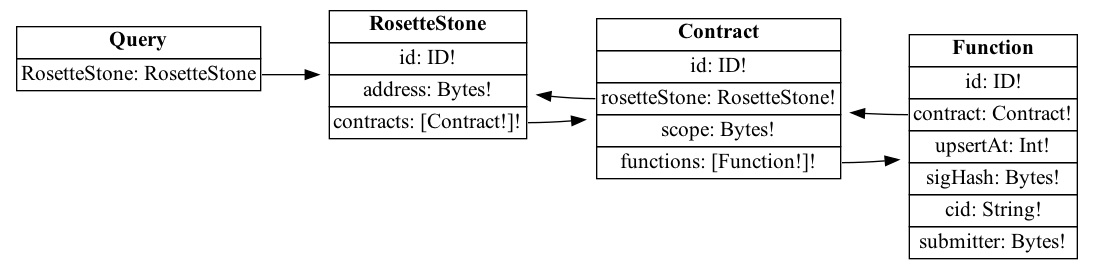 Query
RosetteStone: RosetteStone
RosetteStone
id: ID!
address: Bytes!
contracts: [Contract!]!
Contract
id: ID!
rosetteStone: RosetteStone!
scope: Bytes!
functions: [Function!]!
Function
id: ID!
contract: Contract!
upsertAt: Int!
sigHash: Bytes!
cid: String!
submitter: Bytes!